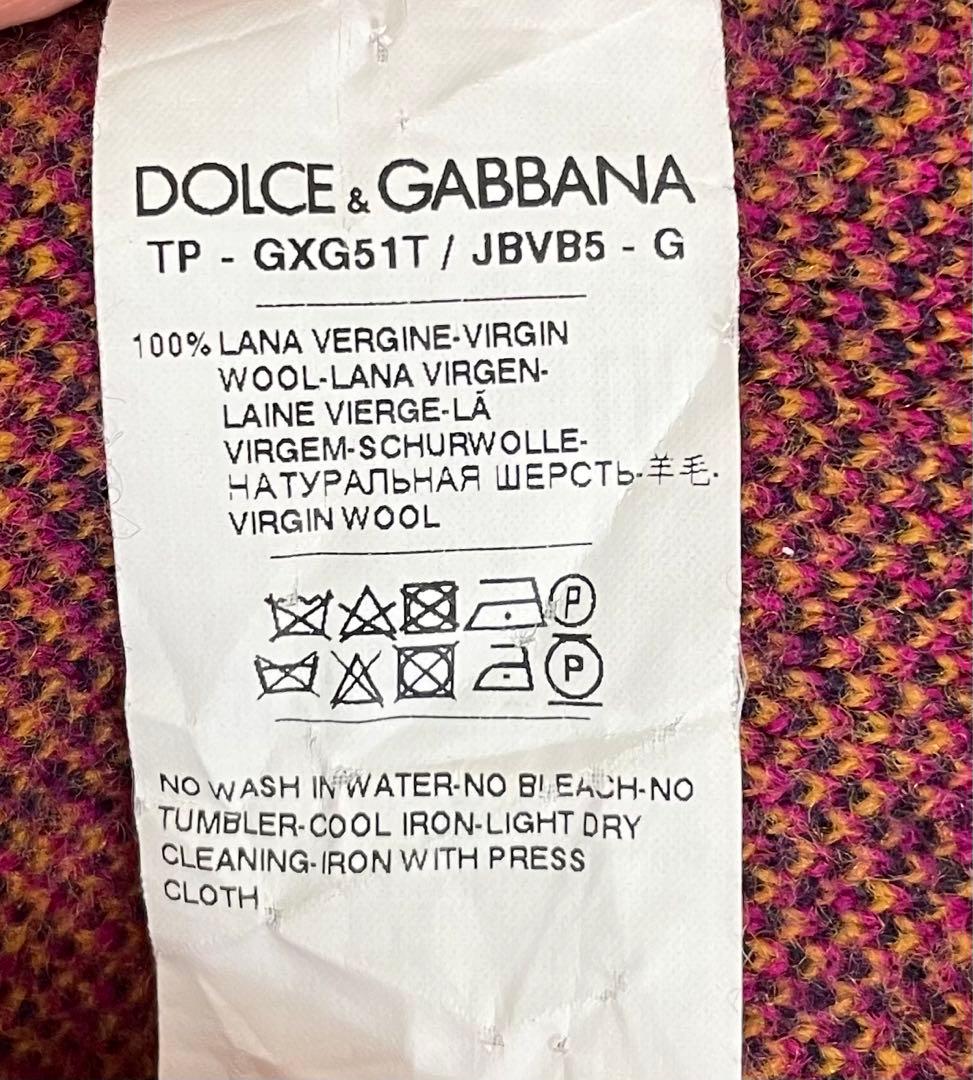 DOLCE & GABBANA
TP - GXG51T / JBVB5 - G
100% LANA VERGINE-VIRGIN
WOOL-LANA VIRGEN-
LAINE VIERGE-LÃ
VIRGEM-SCHURWOLLE-
НАТУРАЛЬНАЯ ШЕРСТЬ-羊毛-
VIRGIN WOOL
P
P
NO WASH IN WATER-NO BLEACH-NO
TUMBLER-COOL IRON-LIGHT DRY
CLEANING-IRON WITH PRESS
CLOTH